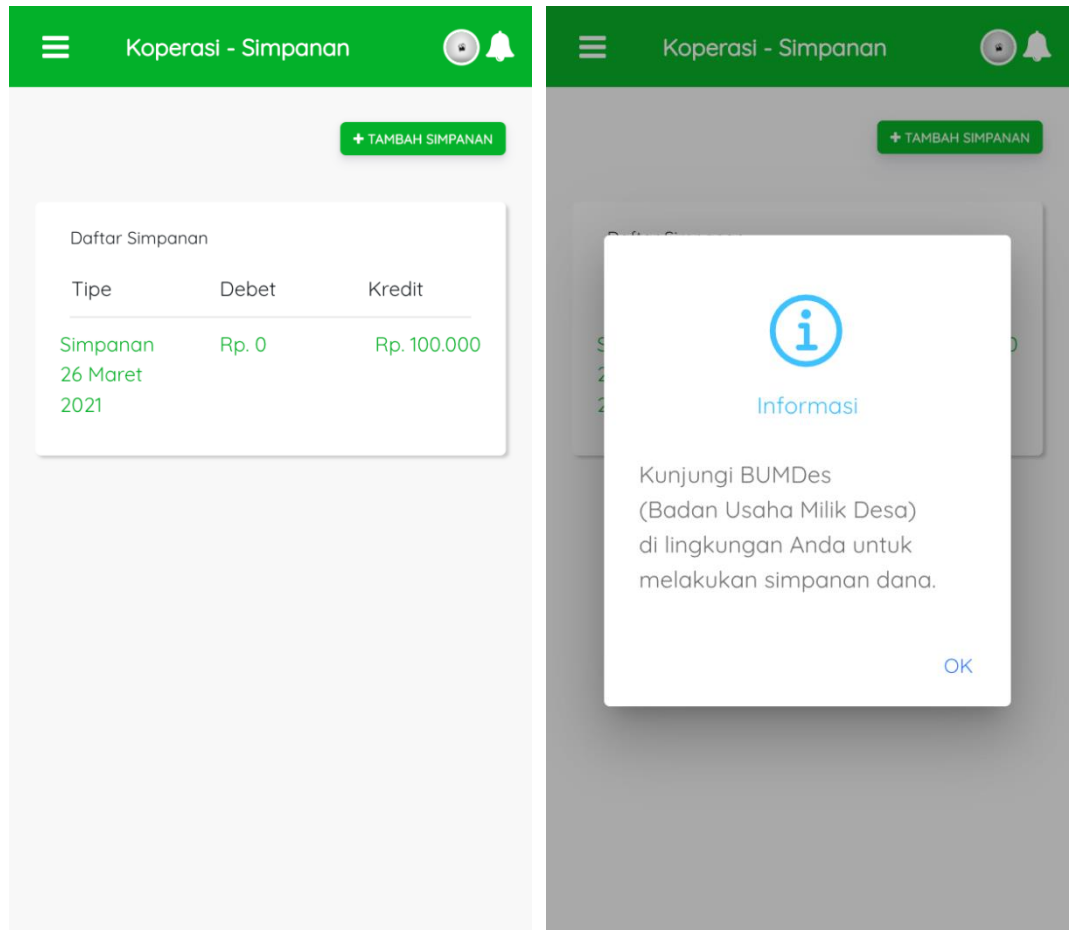 Koperasi - Simpanan
+ TAMBAH SIMPANAN
Daftar Simpanan
Tipe Debet Kredit
Simpanan Rp. 0 Rp. 100.000
26 Maret
2021
Koperasi - Simpanan
+ TAMBAH SIMPANAN
Informasi
Kunjungi BUMDes
(Badan Usaha Milik Desa)
di lingkungan Anda untuk
melakukan simpanan dana.
OK